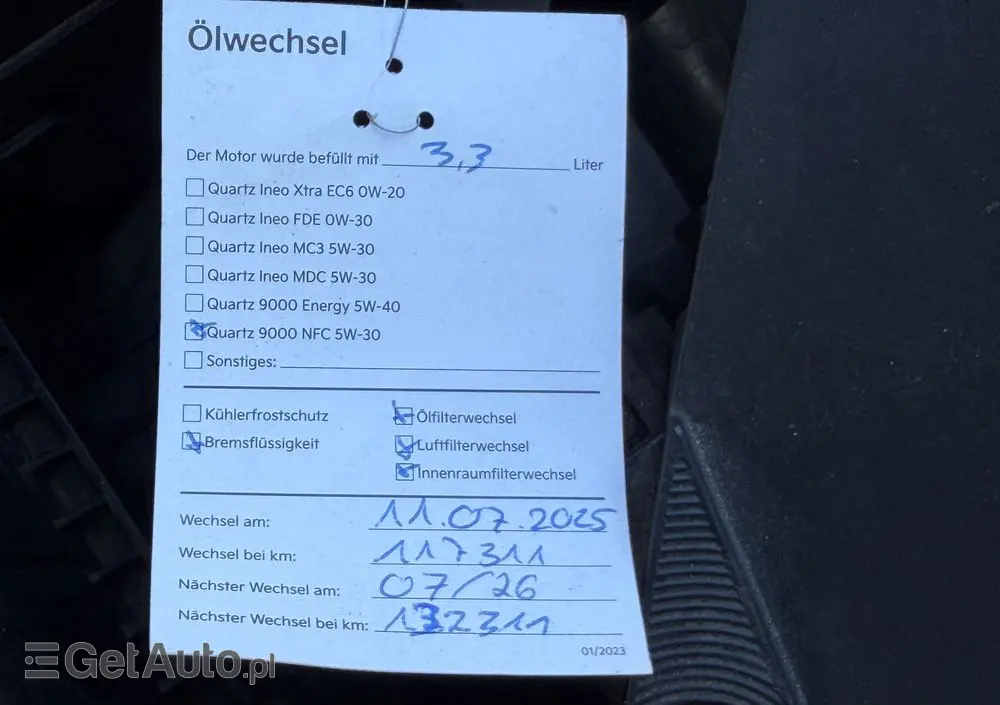 Ölwechsel
Der Motor wurde befüllt mit 3,3 Liter
Quartz Ineo Xtra EC6 0W-20
Quartz Ineo FDE 0W-30
Quartz Ineo MC3 5W-30
Quartz Ineo MDC 5W-30
Quartz 9000 Energy 5W-40
Quartz 9000 NFC 5W-30
Sonstiges:
Kühlerfrostschutz Ölfilterwechsel
Bremsflüssigkeit Luftfilterwechsel
Innenraumfilterwechsel
Wechsel am: 11.07.2025
Wechsel bei km: 117311
Nächster Wechsel am: 07/26
Nächster Wechsel bei km: 132311
01/2023
GetAuto.pl